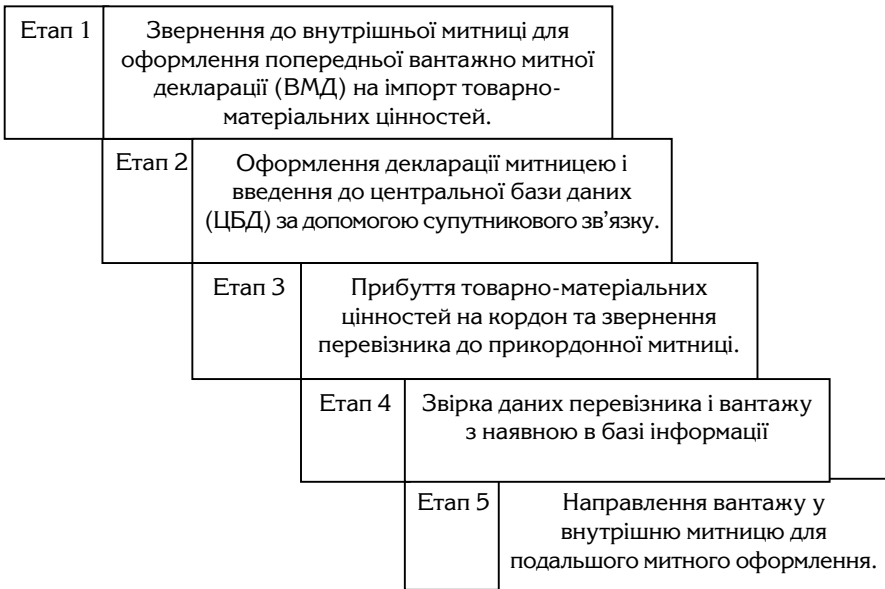 Етап 1
Звернення до внутрішньої митниці для
оформлення попередньої вантажно митної
декларації (ВМД) на імпорт товарно-
матеріальних цінностей.
Етап 2
Оформлення декларації митницею і
введення до центральної бази даних
(ЦБД) за допомогою супутникового зв’язку.
Етап 3
Прибуття товарно-матеріальних
цінностей на кордон та звернення
перевізника до прикордонної митниці.
Етап 4
Звірка даних перевізника і вантажу
з наявною в базі інформації
Етап 5
Направлення вантажу у
внутрішню митницю для
подальшого митного оформлення.